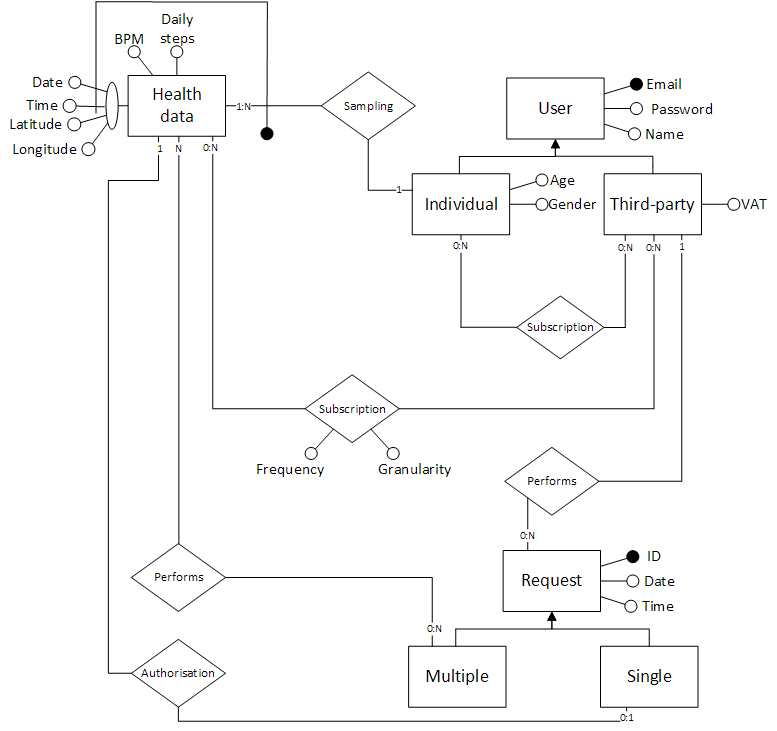 Daily
steps
BPM
Date
Time
Latitude
Longitude
Health
data
1:N
Sampling
1
N
0:N
User
Email
Password
Name
1
Individual
Age
Gender
Third-party
VAT
0:N
0:N
0:N
1
Subscription
Subscription
Frequency
Granularity
Performs
0:N
Request
ID
Date
Time
Performs
0:N
Multiple
Single
Authorisation
0:1